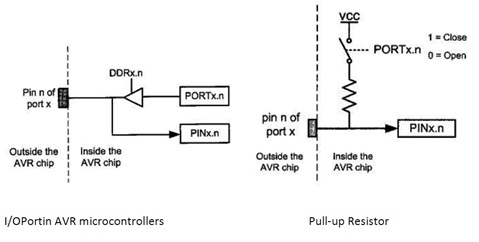 DDRx.n
Pin n of
port x
PORTx.n
PINx.n
Outside the
AVR chip
Inside the
AVR chip
VCC
1 = Close
PORTx.n
0 = Open
pin n of
port x
PINx.n
Outside the
AVR chip
Inside the
AVR chip
I/OPortin AVR microcontrollers
Pull-up Resistor